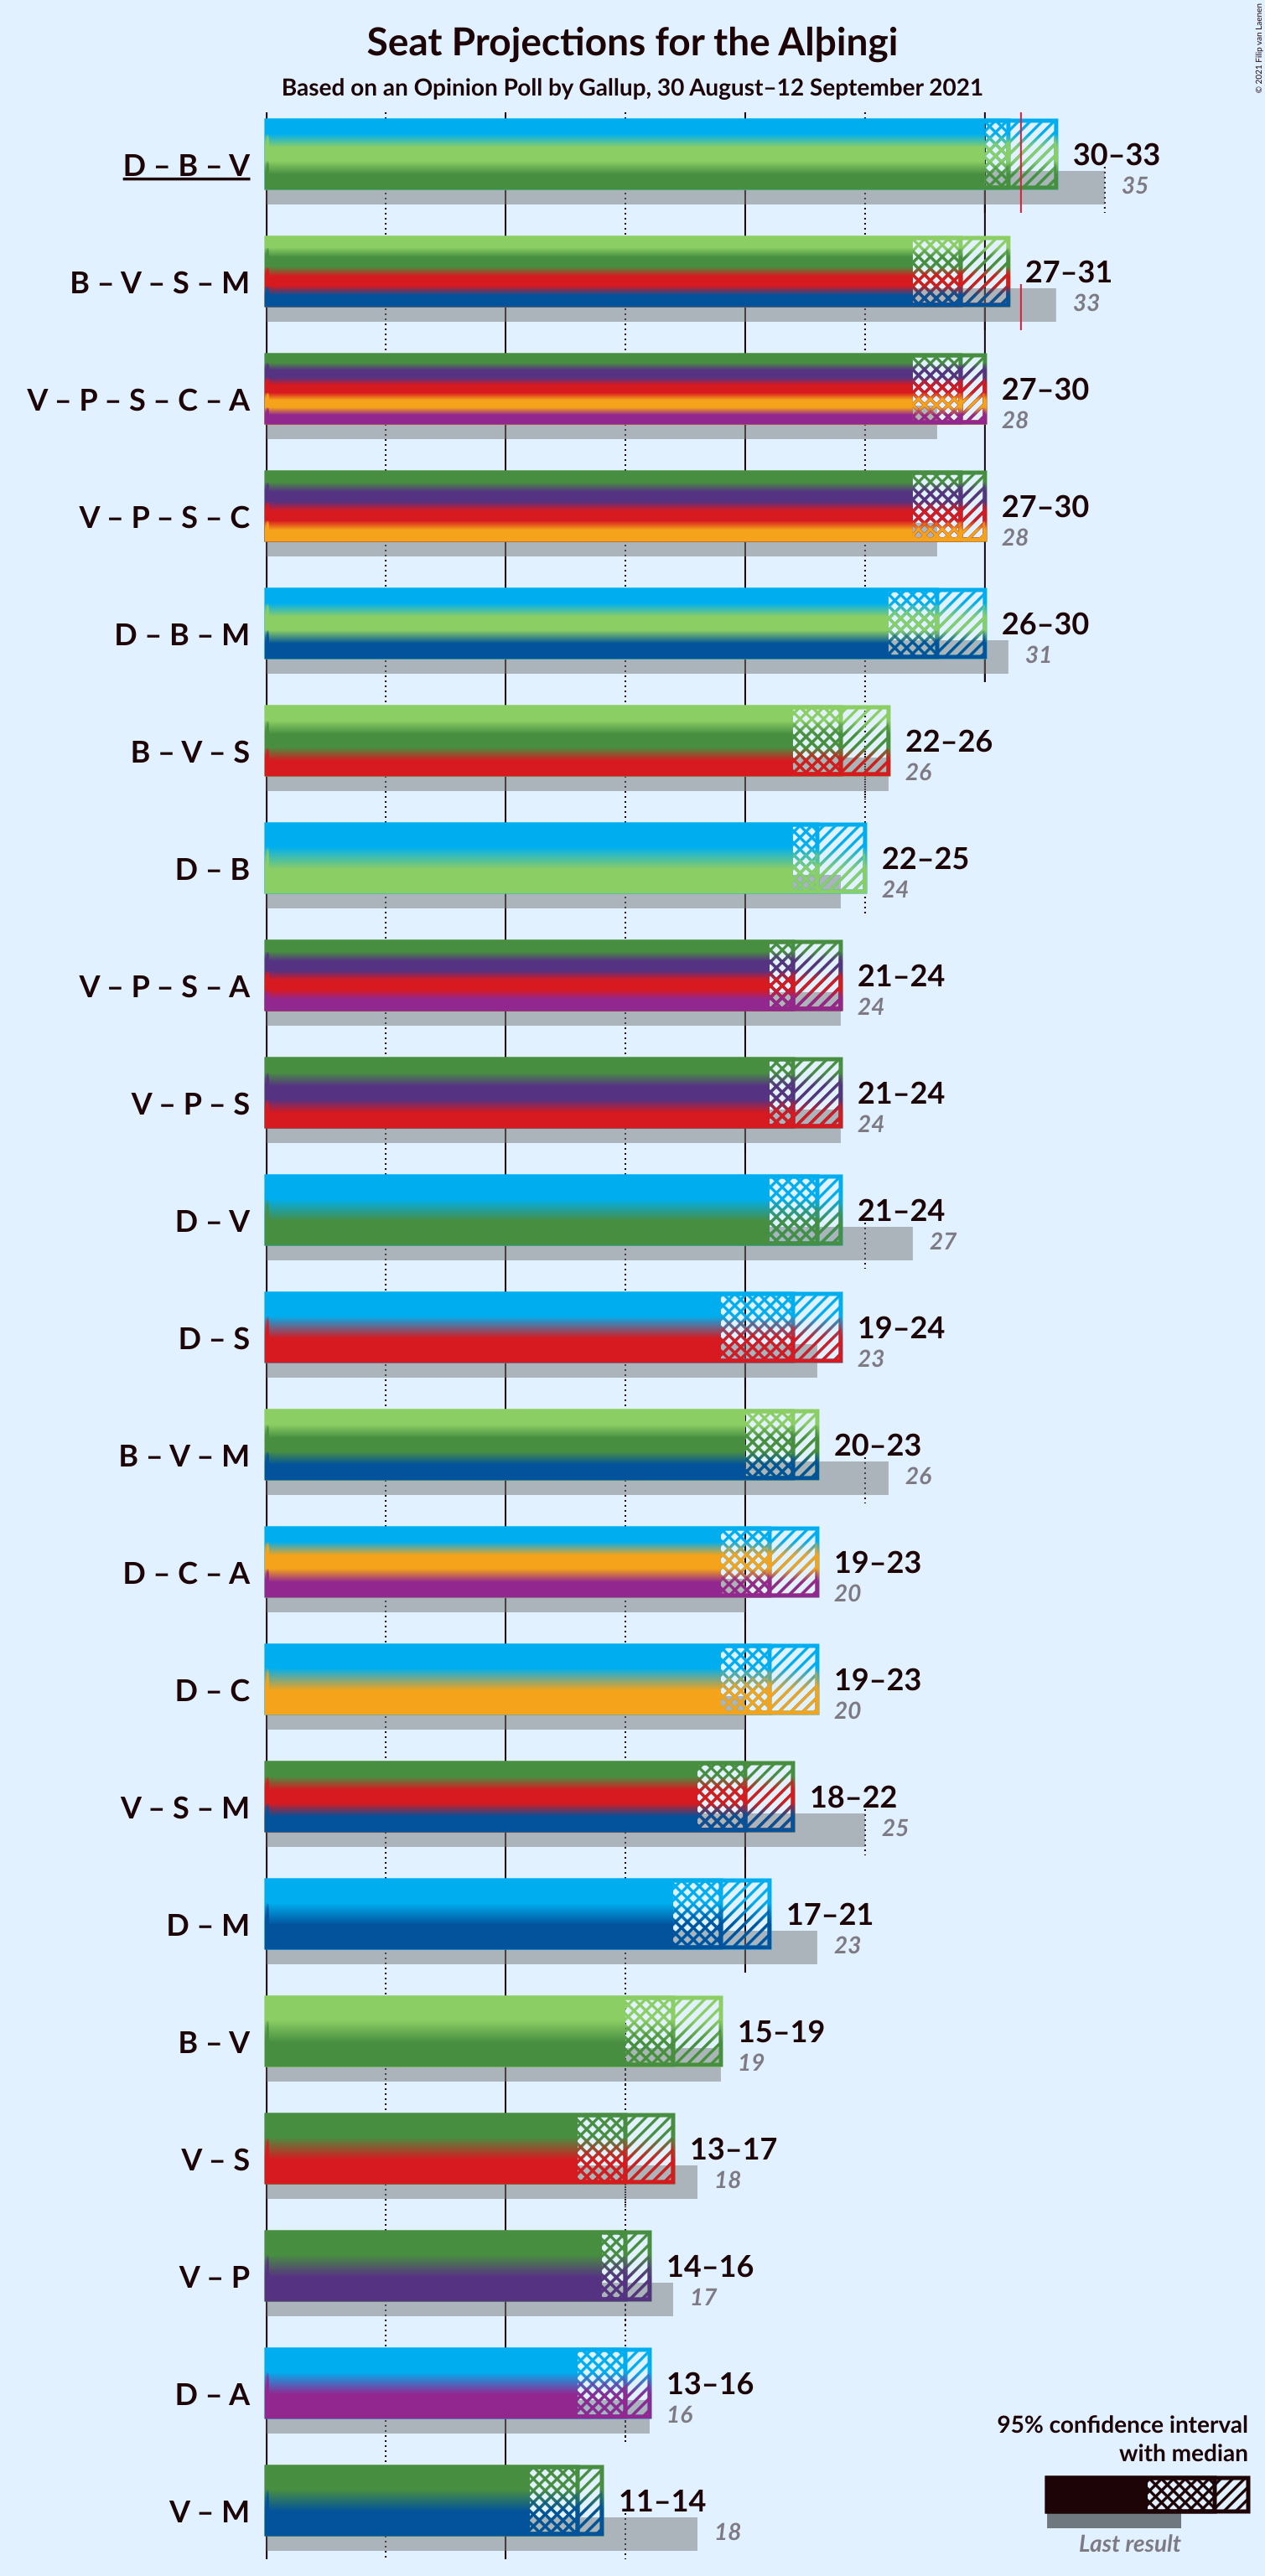 Seat Projections for the Alþingi
Based on an Opinion Poll by Gallup, 30 August–12 September 2021
© 2021 Filip van Laenen
D – B – V
30–33
35
B – V – S – M
27–31
33
V – P – S – C – A
27–30
28
V – P – S – C
27–30
28
D – B – M
26–30
31
B – V – S
22–26
26
D – B
22–25
24
V – P – S – A
21–24
24
V – P – S
21–24
24
D – V
21–24
27
D – S
19–24
23
B – V – M
20–23
26
D – C – A
19–23
20
D – C
19–23
20
V – S – M
18–22
25
D – M
17–21
23
B – V
15–19
19
V – S
13–17
18
V – P
14–16
17
D – A
13–16
16
V – M
11–14
18
95% confidence interval
with median
Last result